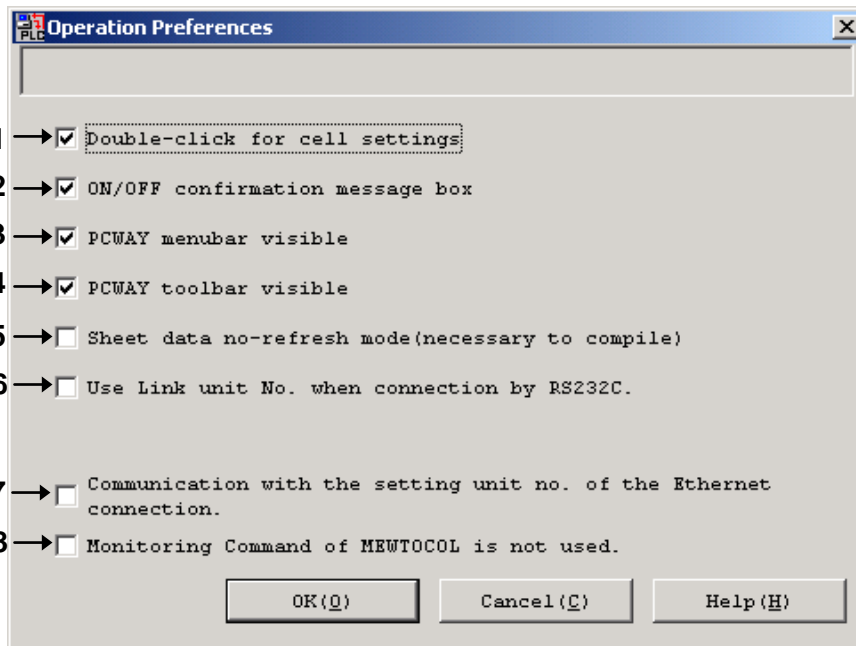 PLC Operation Preferences
1 Double-click for cell settings
2 ON/OFF confirmation message box
3 PCWAY menubar visible
4 PCWAY toolbar visible
5 Sheet data no-refresh mode(necessary to compile)
6 Use Link unit No. when connection by RS232C.
7 Communication with the setting unit no. of the Ethernet
connection.
8 Monitoring Command of MEWTOCOL is not used.
OK(O) Cancel(C) Help(H)